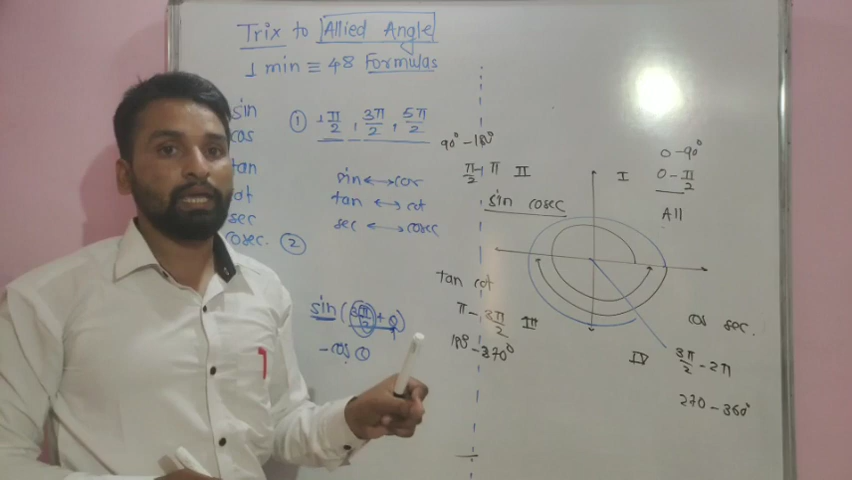 Trix to Allied Angle
1 min ≡ 48 Formulas
sin
cos
tan
ot
sec
cosec.
① 1π/2 , 3π/2 , 5π/2
sin ↔ cos
tan ↔ cot
sec ↔ cosec
②
sin(3π/2 + θ)
- cos θ
90° - 180°
π/2 - π II
sin cosec
I
0 - 90°
0 - π/2
All
tan cot
π - 3π/2 III
180° - 270°
cos sec.
IV 3π/2 - 2π
270 - 360°